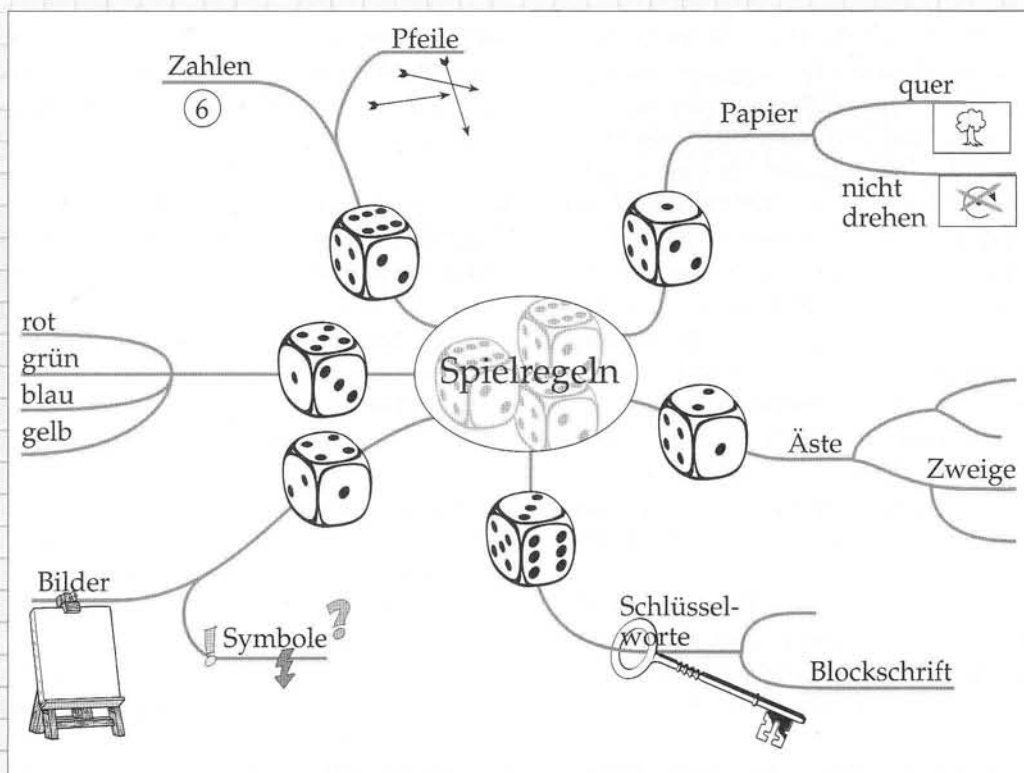 Pfeile
Zahlen
6
quer
Papier
nicht
drehen
rot
grün
blau
gelb
Spielregeln
Äste
Zweige
Bilder
! Symbole ?
Schlüssel-
worte
Blockschrift